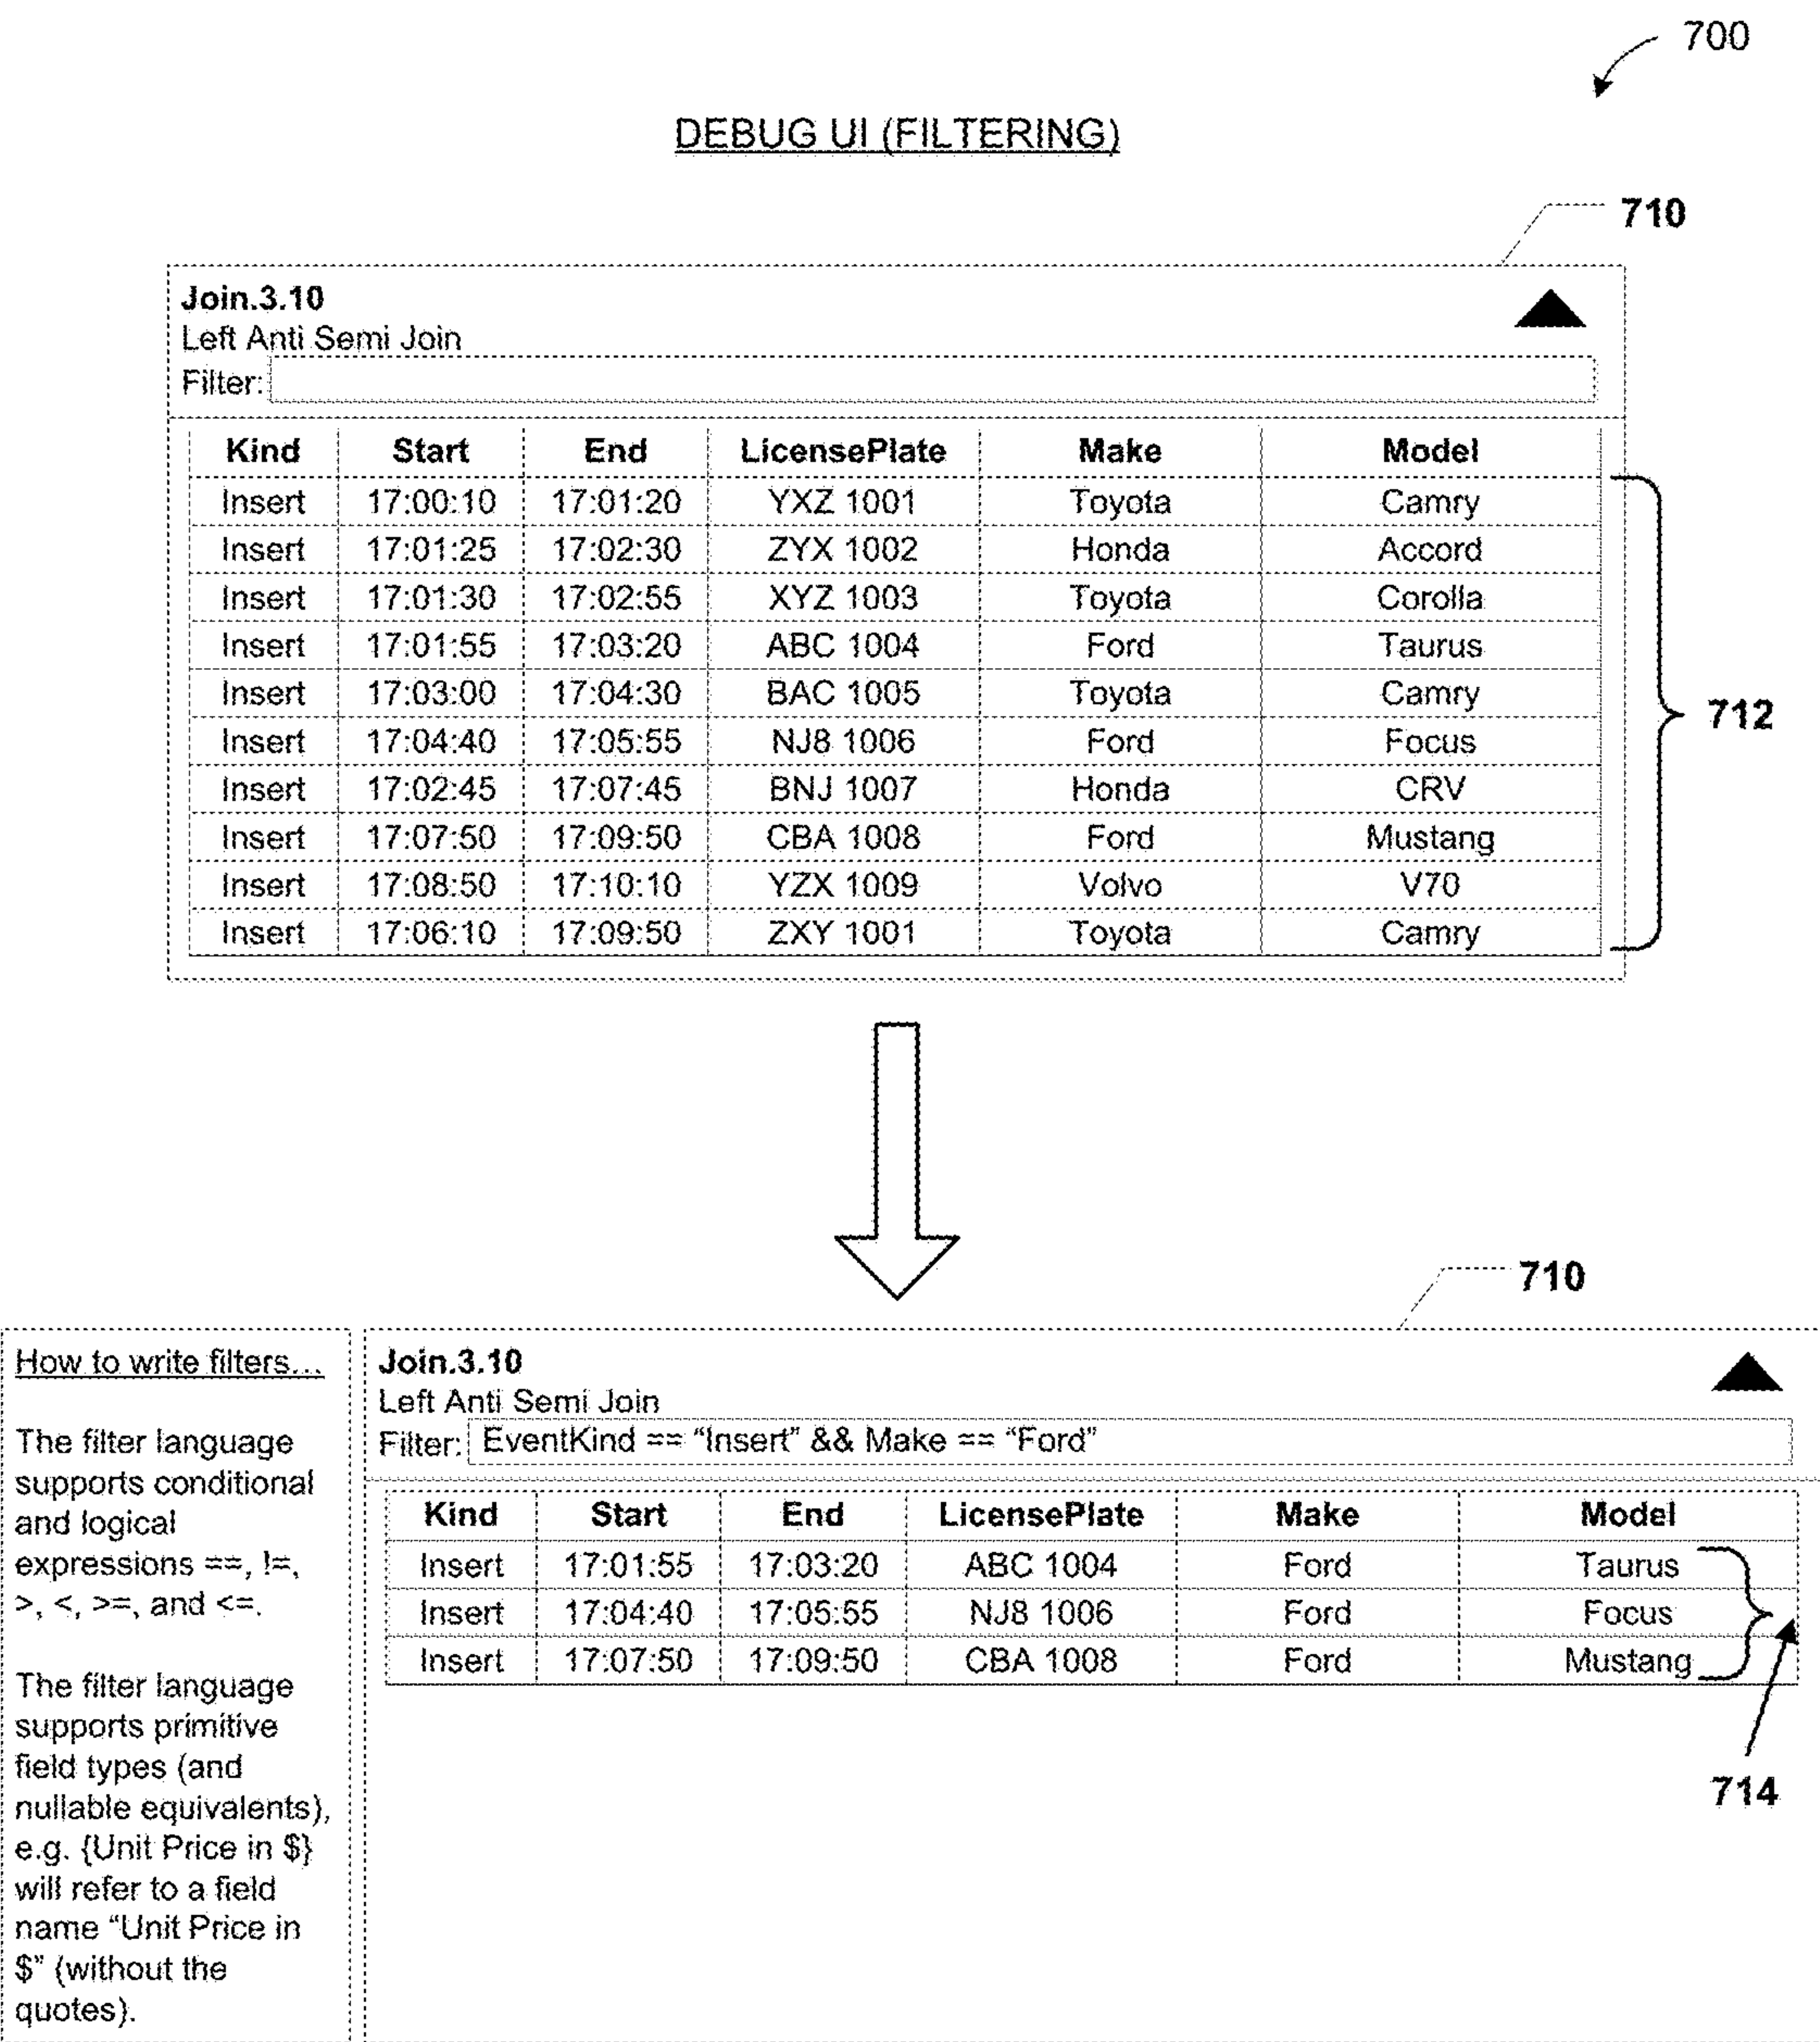 700
DEBUG UI (FILTERING)
710
Join.3.10
Left Anti Semi Join
Filter:
Kind Start End LicensePlate Make Model
Insert 17:00:10 17:01:20 YXZ 1001 Toyota Camry
Insert 17:01:25 17:02:30 ZYX 1002 Honda Accord
Insert 17:01:30 17:02:55 XYZ 1003 Toyota Corolla
Insert 17:01:55 17:03:20 ABC 1004 Ford Taurus
Insert 17:03:00 17:04:30 BAC 1005 Toyota Camry
712
Insert 17:04:40 17:05:55 NJ8 1006 Ford Focus
Insert 17:02:45 17:07:45 BNJ 1007 Honda CRV
Insert 17:07:50 17:09:50 CBA 1008 Ford Mustang
Insert 17:08:50 17:10:10 YZX 1009 Volvo V70
Insert 17:06:10 17:09:50 ZXY 1001 Toyota Camry
710
How to write filters...
The filter language
supports conditional
and logical
expressions ==, !=,
>, <, >=, and <=.
The filter language
supports primitive
field types (and
nullable equivalents),
e.g. {Unit Price in $}
will refer to a field
name “Unit Price in
$” (without the
quotes).
Join.3.10
Left Anti Semi Join
Filter: EventKind == “Insert” && Make == “Ford”
Kind Start End LicensePlate Make Model
Insert 17:01:55 17:03:20 ABC 1004 Ford Taurus
Insert 17:04:40 17:05:55 NJ8 1006 Ford Focus
Insert 17:07:50 17:09:50 CBA 1008 Ford Mustang
714